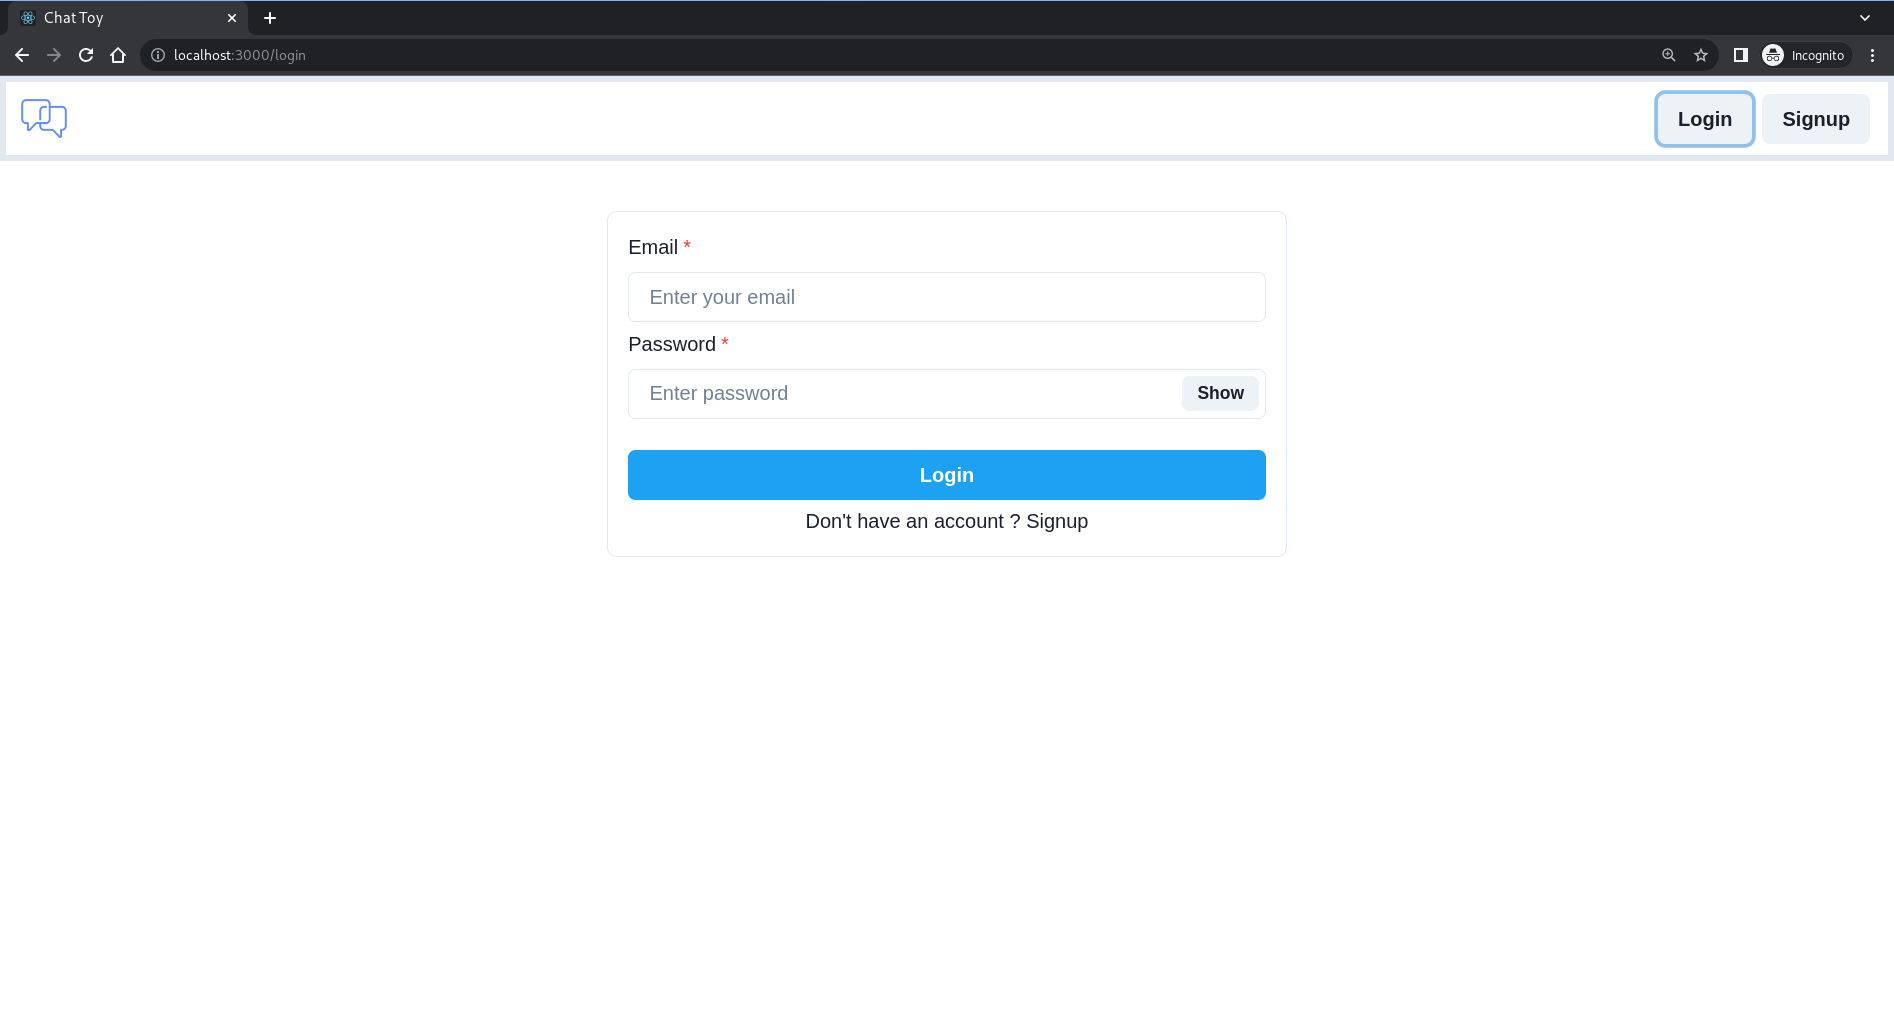 Chat Toy
localhost:3000/login
Incognito
Login Signup
Email *
Enter your email
Password *
Enter password Show
Login
Don't have an account ? Signup